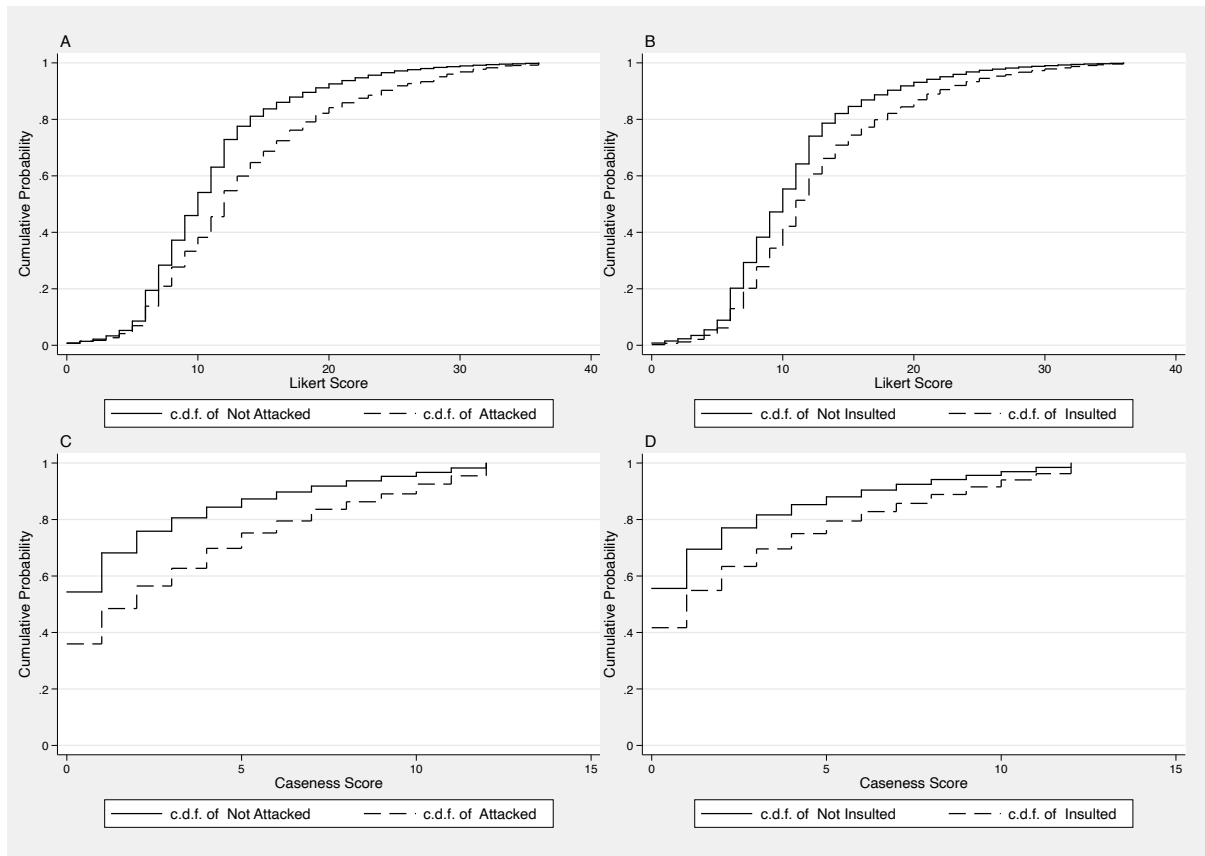 A
Cumulative Probability
1
.8
.6
.4
.2
0
0 10 20 30 40
Likert Score
c.d.f. of Not Attacked c.d.f. of Attacked
B
Cumulative Probability
1
.8
.6
.4
.2
0
0 10 20 30 40
Likert Score
c.d.f. of Not Insulted c.d.f. of Insulted
C
Cumulative Probability
1
.8
.6
.4
.2
0
0 5 10 15
Caseness Score
c.d.f. of Not Attacked c.d.f. of Attacked
D
Cumulative Probability
1
.8
.6
.4
.2
0
0 5 10 15
Caseness Score
c.d.f. of Not Insulted c.d.f. of Insulted